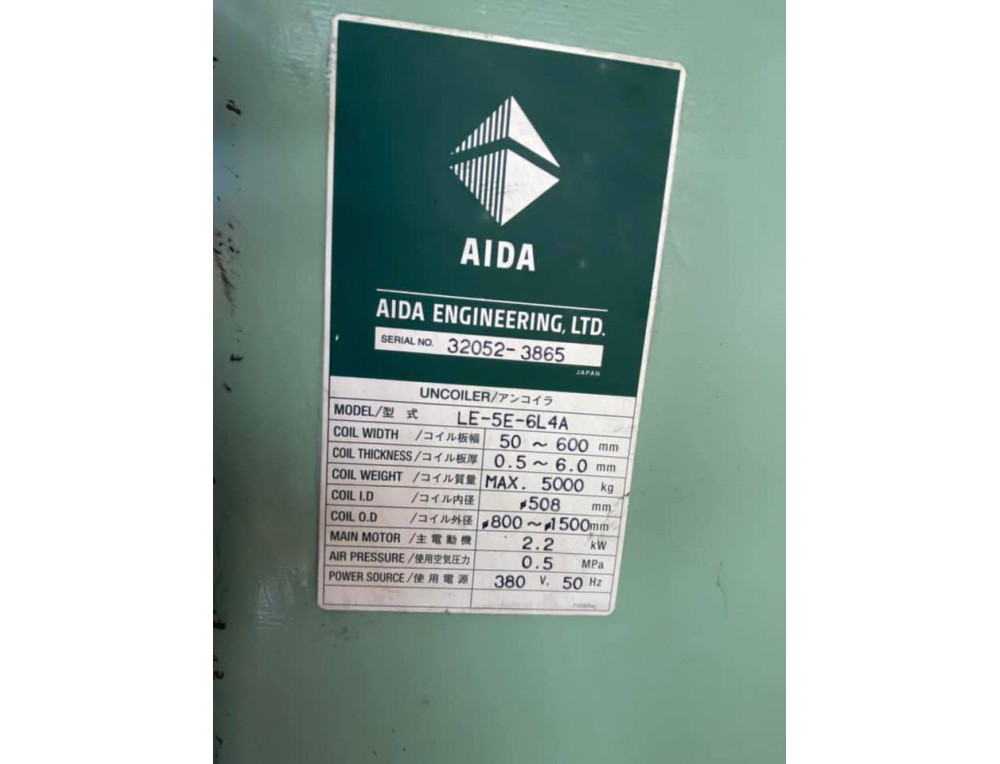 AIDA
AIDA ENGINEERING, LTD.
SERIAL NO. 32052-3865
JAPAN
UNCOILER/アンコイラ
MODEL/型 式 LE-5E-6L4A
COIL WIDTH /コイル板幅 50 ~ 600 mm
COIL THICKNESS/コイル板厚 0.5 ~ 6.0 mm
COIL WEIGHT /コイル質量 MAX. 5000 kg
COIL I.D /コイル内径 ø508 mm
COIL O.D /コイル外径 ø800 ~ ø1500mm
MAIN MOTOR /主電動機 2.2 kW
AIR PRESSURE/使用空気圧力 0.5 MPa
POWER SOURCE/使用電源 380 V, 50 Hz